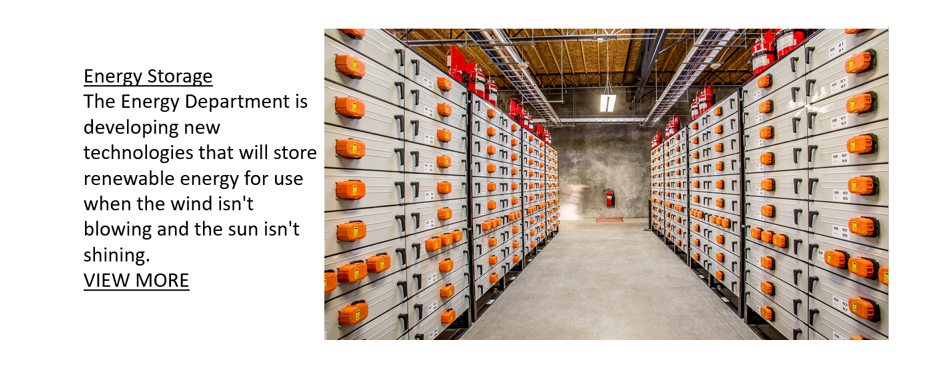 Energy Storage
The Energy Department is
developing new
technologies that will store
renewable energy for use
when the wind isn't
blowing and the sun isn't
shining.
VIEW MORE